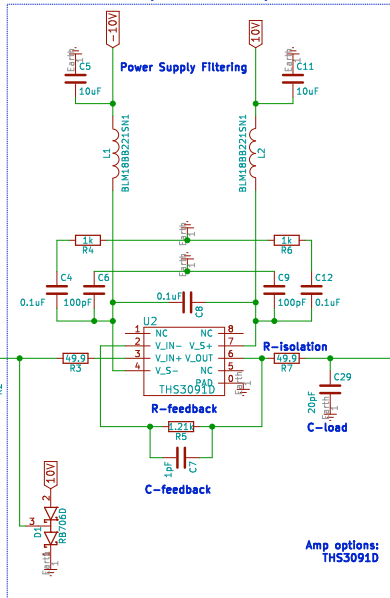 -10V
10V
Earth
C5
10uF
Power Supply Filtering
Earth
C11
10uF
L1
BLM18BB221SN1
L2
BLM18BB221SN1
Earth
1k
R4
1k
R6
Earth
C4
0.1uF
C6
100pF
C9
100pF
C12
0.1uF
0.1uF
C8
U2
1 NC NC 8
2 V_IN- V_S+ 7
3 V_IN+ V_OUT 6
4 V_S- NC 5
PAD 0
THS3091D
Earth
49.9
R3
R-isolation
49.9
R7
C29
20pF
Earth
C-load
R-feedback
1.21k
R5
1pF
C7
C-feedback
10V
2
3
D1
RB706D
1
Earth
Amp options:
THS3091D